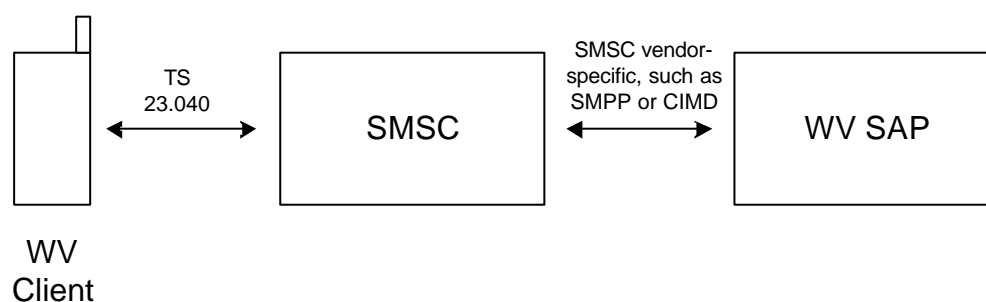 TS
23.040
SMSC
SMSC vendor-
specific, such as
SMPP or CIMD
WV SAP
WV
Client